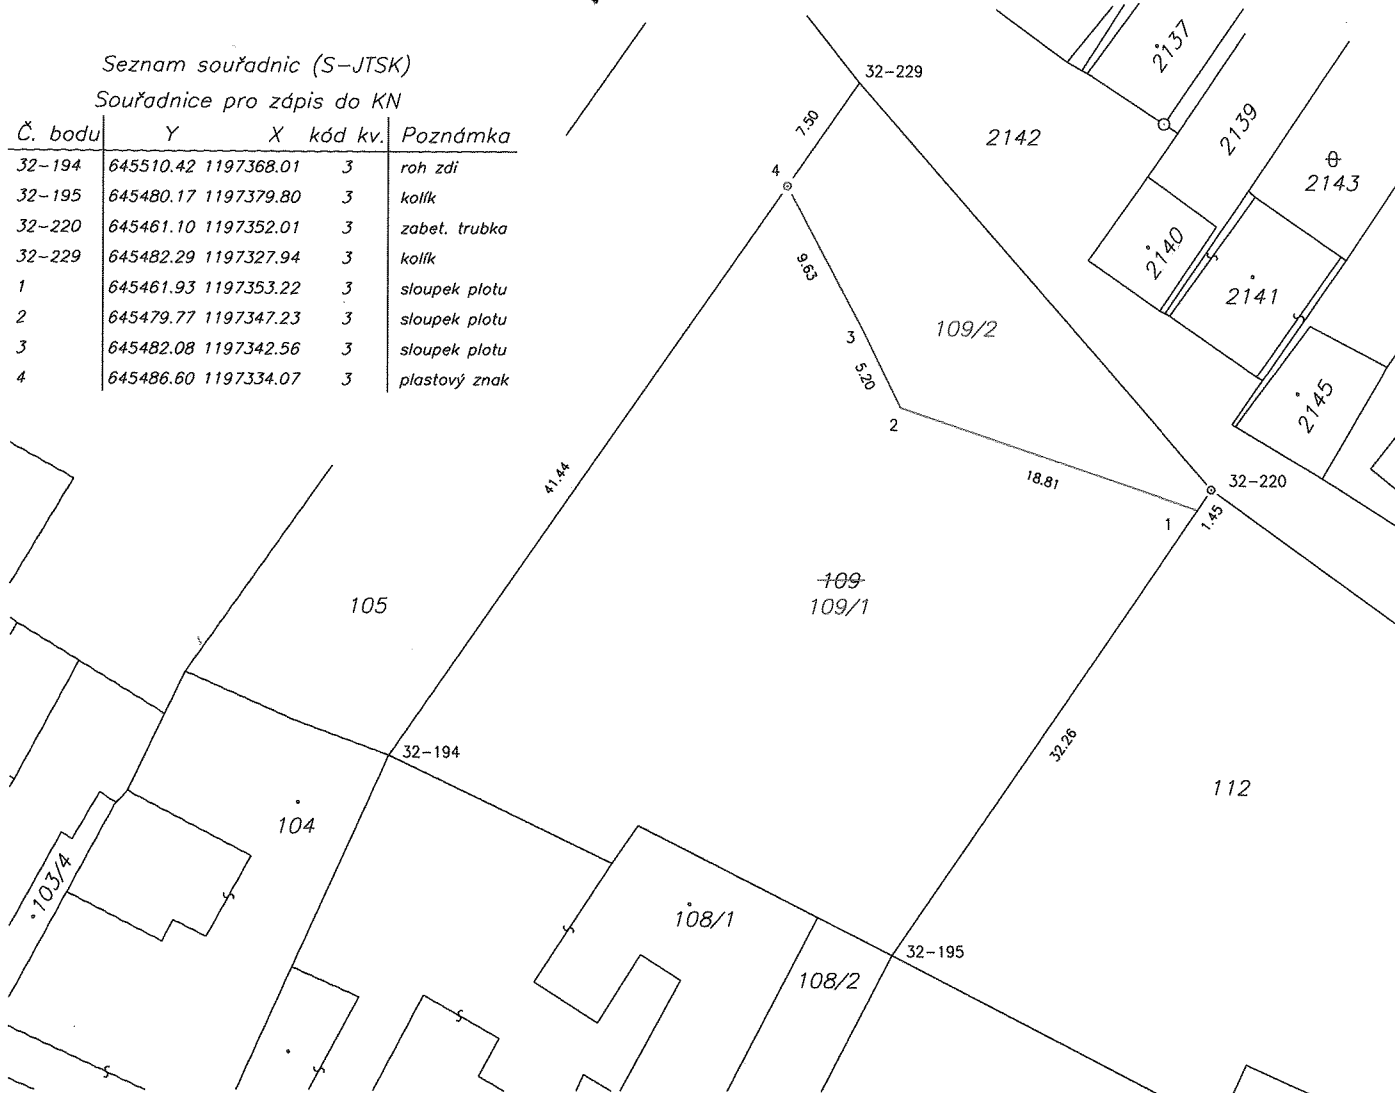 Seznam souřadnic (S-JTSK)
Souřadnice pro zápis do KN
Č. bodu Y X kód kv. Poznámka
32-194 645510.42 1197368.01 3 roh zdi
32-195 645480.17 1197379.80 3 kolík
32-220 645461.10 1197352.01 3 zabet. trubka
32-229 645482.29 1197327.94 3 kolík
1 645461.93 1197353.22 3 sloupek plotu
2 645479.77 1197347.23 3 sloupek plotu
3 645482.08 1197342.56 3 sloupek plotu
4 645486.60 1197334.07 3 plastový znak
32-229
7.50
4
9.63
3
5.20
2
18.81
1
1.45
32-220
41.44
32.26
32-194
32-195
2137
2139
2142
2143
2140
2141
2145
109/2
109
109/1
105
104
103/4
108/1
108/2
112